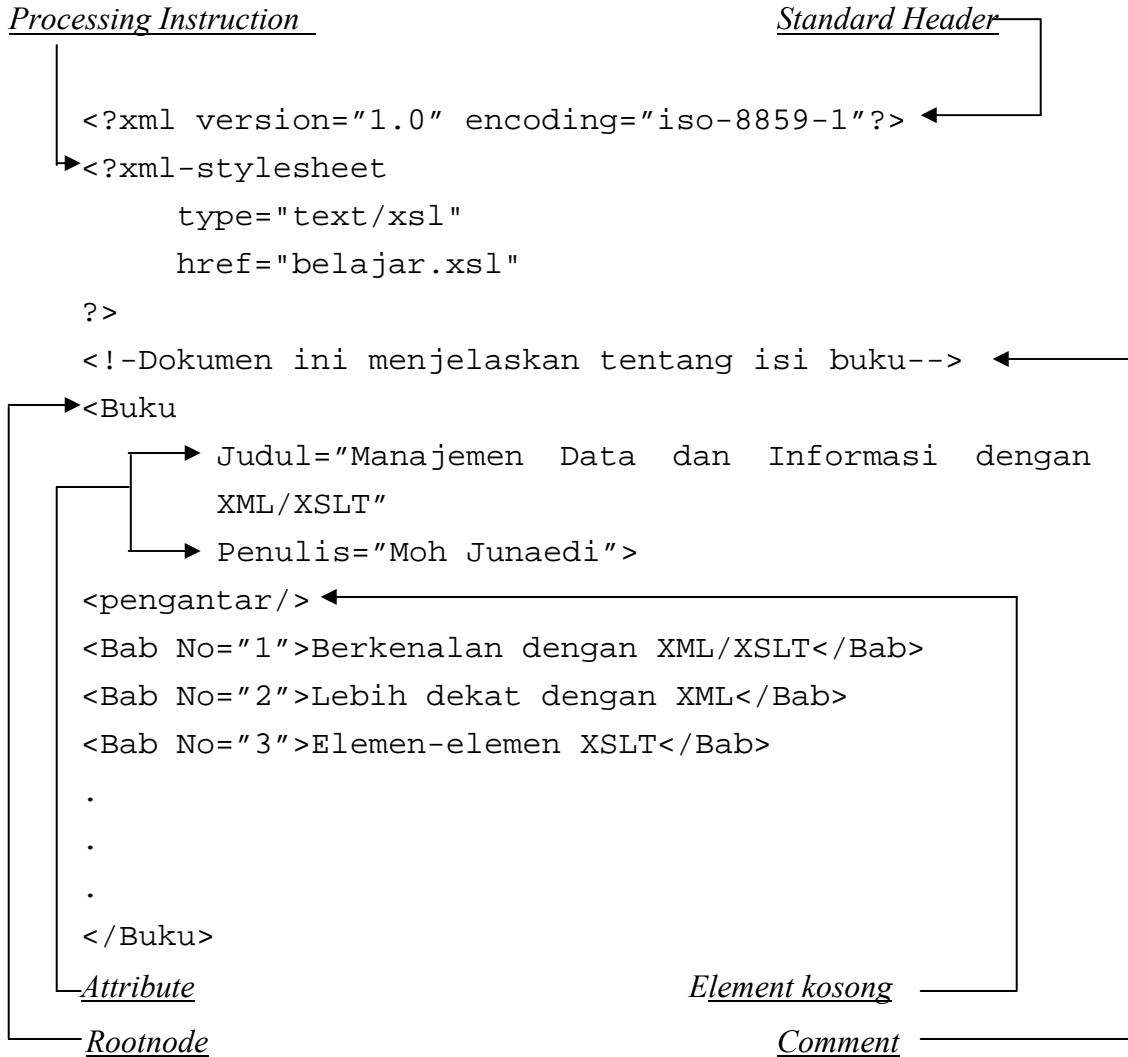 Processing Instruction Standard Header
<?xml version=″1.0″ encoding=″iso-8859-1″?>
<?xml-stylesheet
type="text/xsl"
href="belajar.xsl"
?>
<!-Dokumen ini menjelaskan tentang isi buku-->
<Buku
Judul=″Manajemen Data dan Informasi dengan
XML/XSLT″
Penulis=″Moh Junaedi″>
<pengantar/>
<Bab No=″1″>Berkenalan dengan XML/XSLT</Bab>
<Bab No=″2″>Lebih dekat dengan XML</Bab>
<Bab No=″3″>Elemen-elemen XSLT</Bab>
.
.
.
</Buku>
Attribute Element kosong
Rootnode Comment